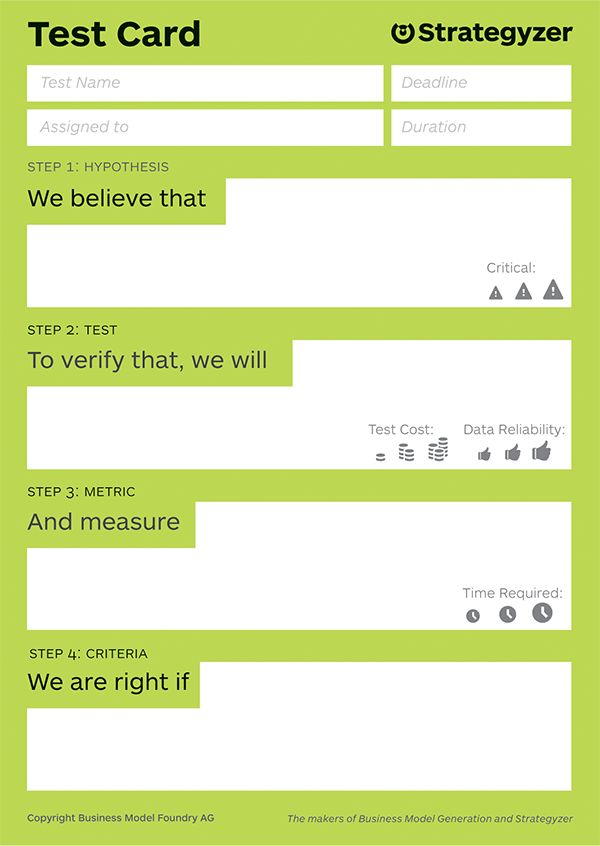 Test Card
Strategyzer
Test Name
Deadline
Assigned to
Duration
STEP 1: HYPOTHESIS
We believe that
Critical:
STEP 2: TEST
To verify that, we will
Test Cost:
Data Reliability:
STEP 3: METRIC
And measure
Time Required:
STEP 4: CRITERIA
We are right if
Copyright Business Model Foundry AG
The makers of Business Model Generation and Strategyzer